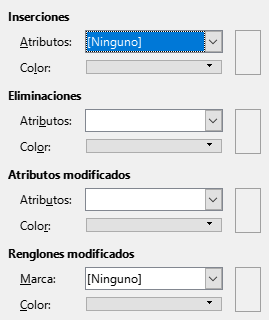 Inserciones
Atributos: [Ninguno]
Color:
Eliminaciones
Atributos:
Color:
Atributos modificados
Atributos:
Color:
Renglones modificados
Marca: [Ninguno]
Color: